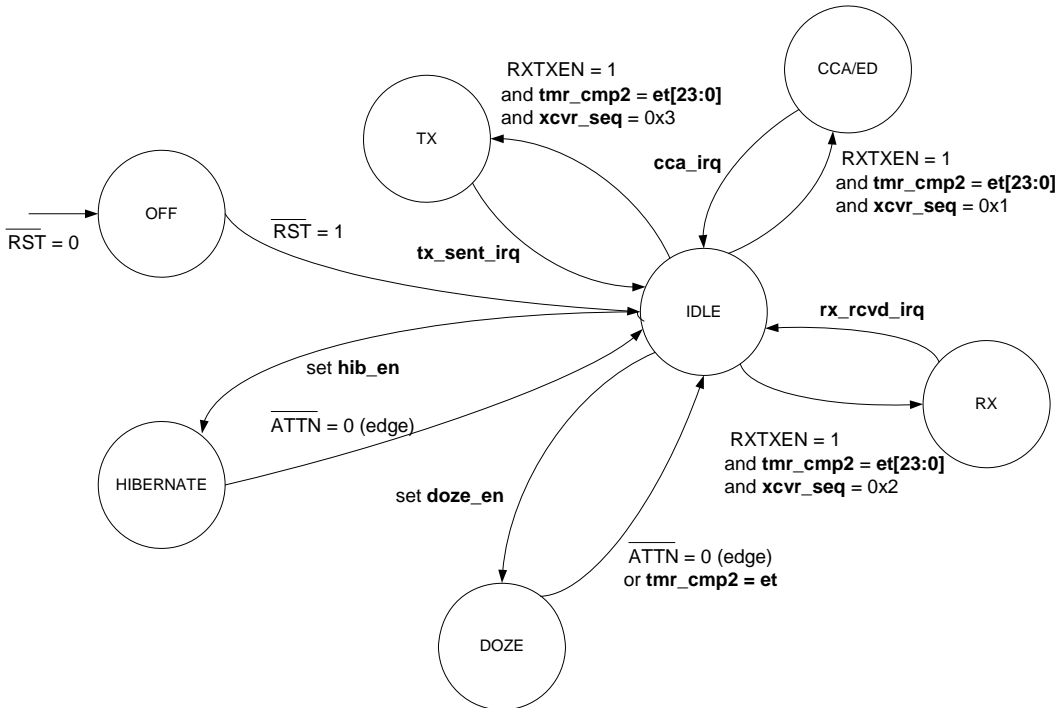 CCA/ED
RXTXEN = 1
and tmr_cmp2 = et[23:0]
and xcvr_seq = 0x3
TX
cca_irq
RXTXEN = 1
and tmr_cmp2 = et[23:0]
and xcvr_seq = 0x1
OFF
RST = 0
RST = 1
tx_sent_irq
IDLE
rx_rcvd_irq
set hib_en
RX
ATTN = 0 (edge)
RXTXEN = 1
and tmr_cmp2 = et[23:0]
and xcvr_seq = 0x2
HIBERNATE
set doze_en
ATTN = 0 (edge)
or tmr_cmp2 = et
DOZE